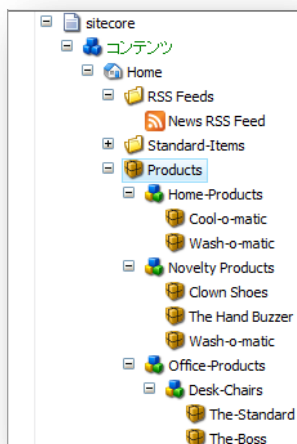 sitecore
コンテンツ
Home
RSS Feeds
News RSS Feed
Standard-Items
Products
Home-Products
Cool-o-matic
Wash-o-matic
Novelty Products
Clown Shoes
The Hand Buzzer
Wash-o-matic
Office-Products
Desk-Chairs
The-Standard
The-Boss